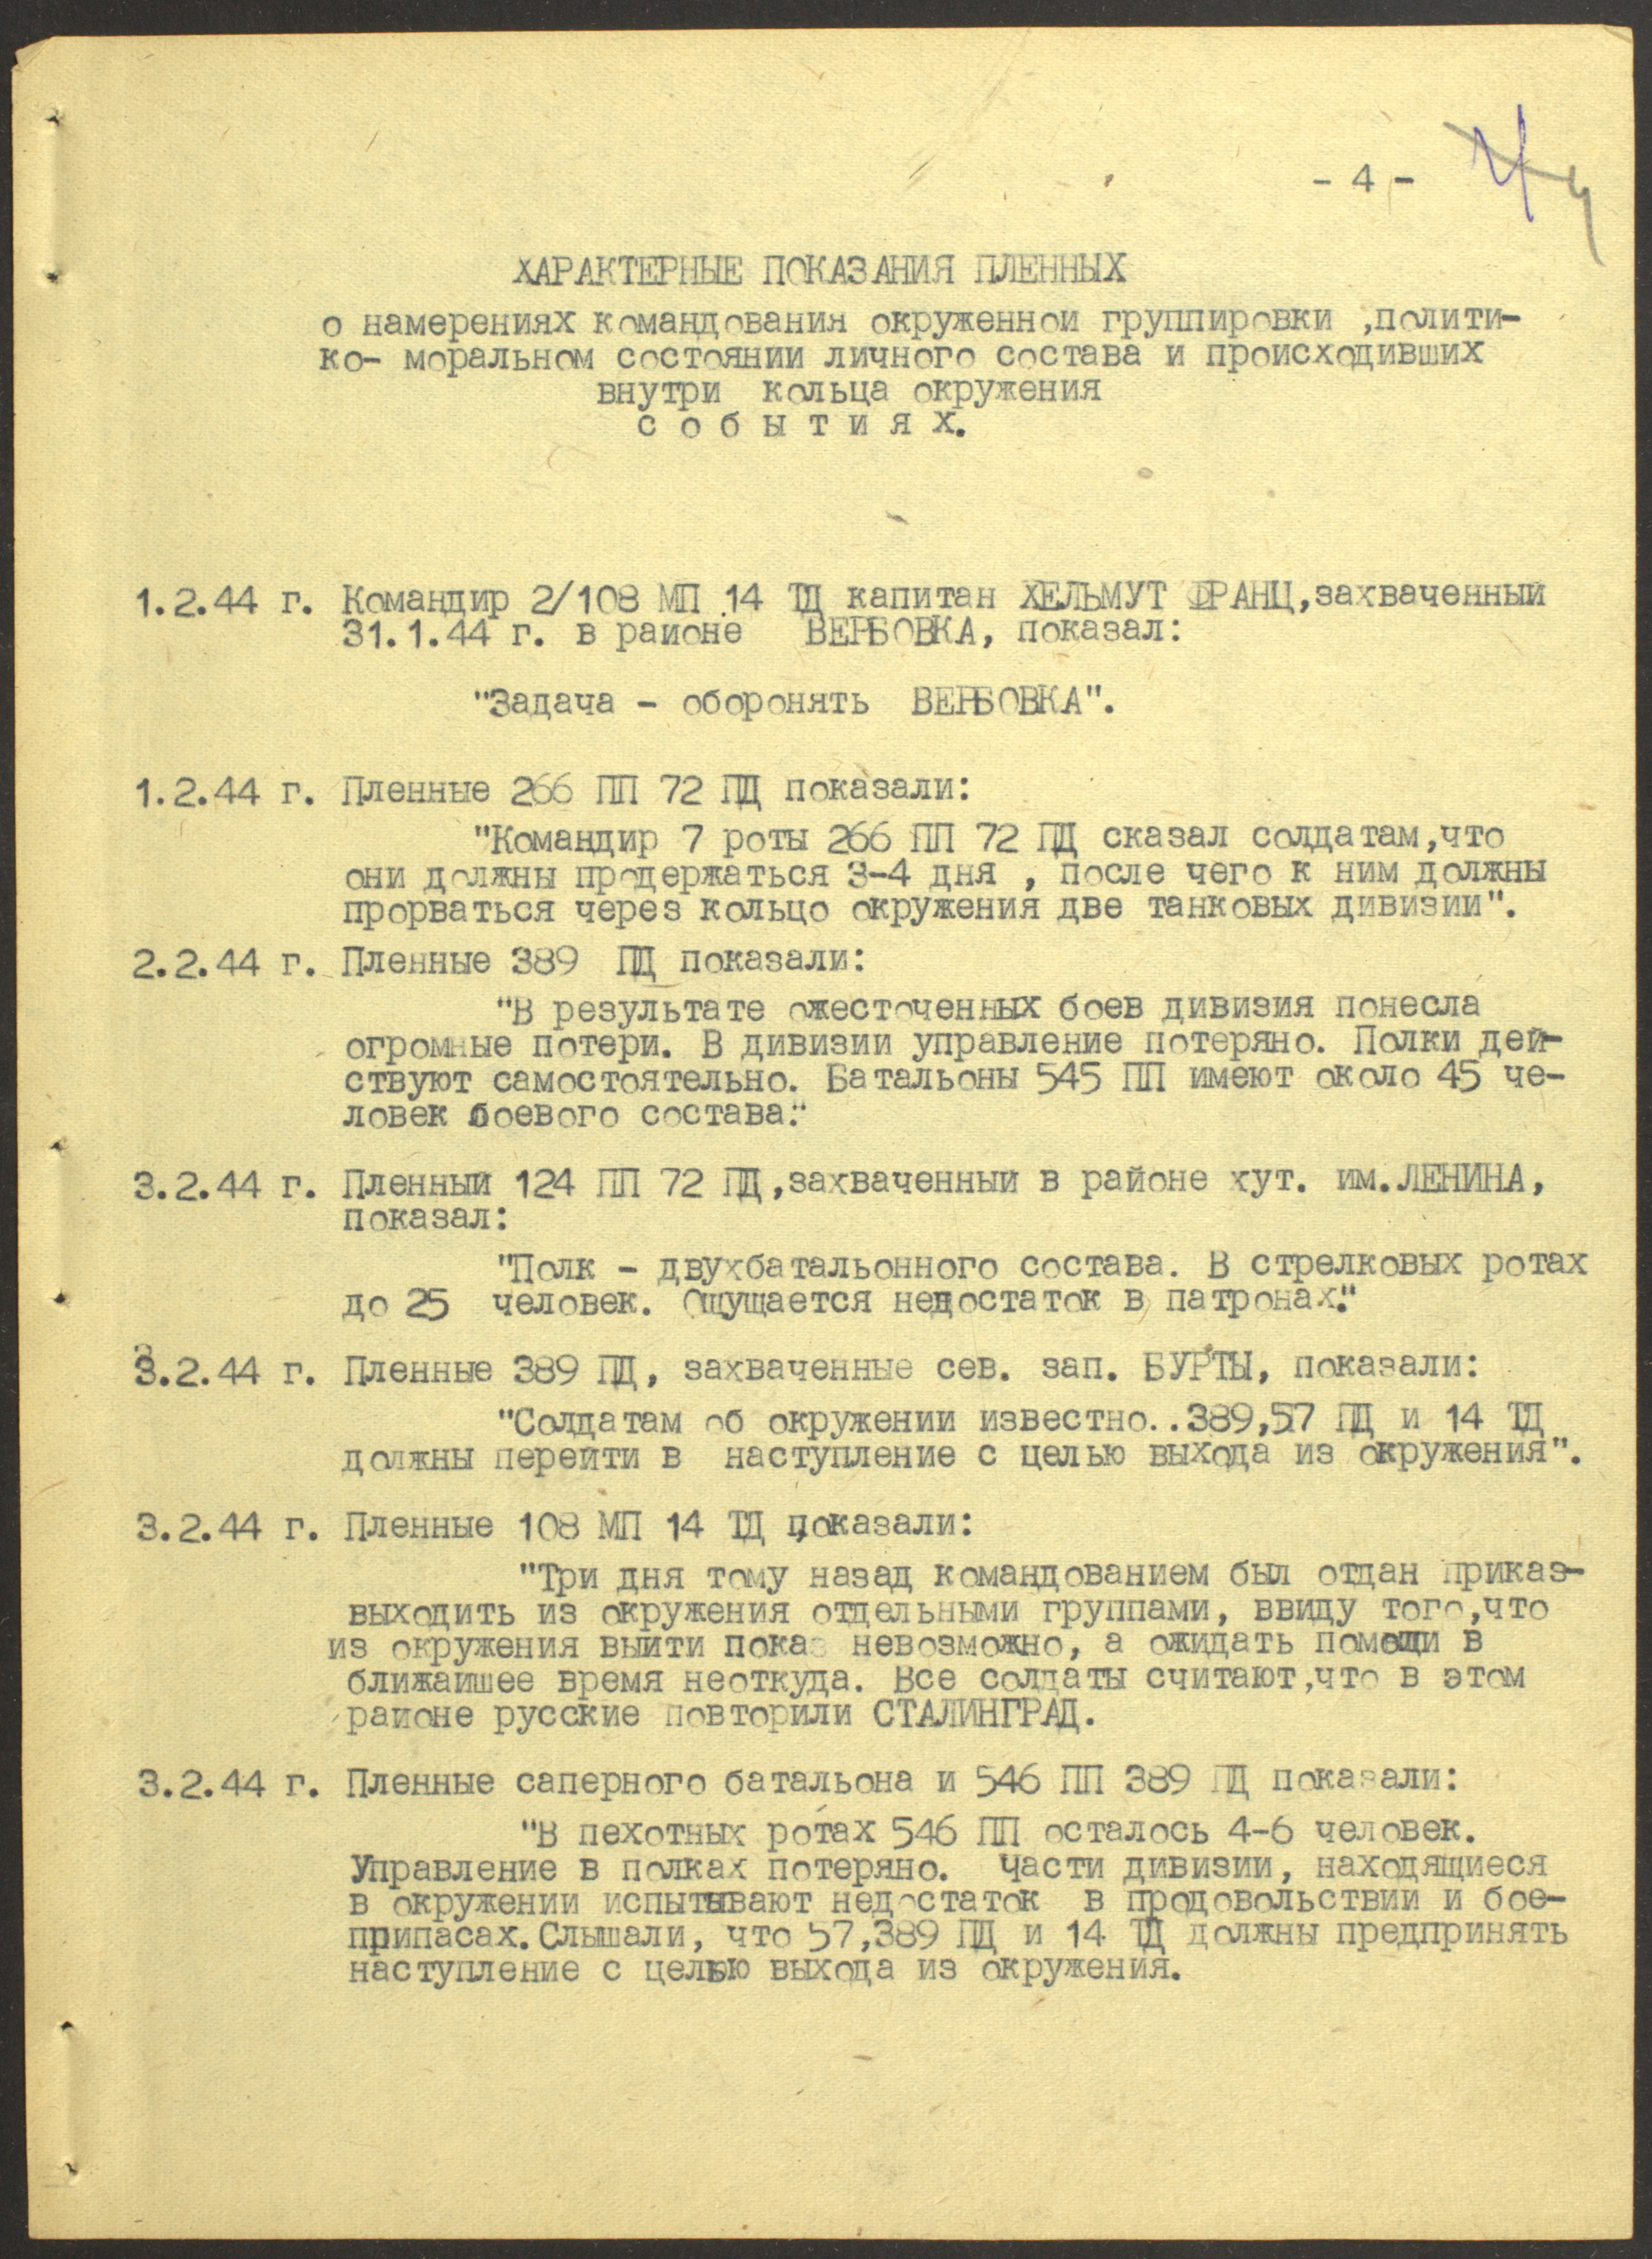 - 4 -
ХАРАКТЕРНЫЕ ПОКАЗАНИЯ ПЛЕННЫХ
о намерениях командования окруженной группировки ,полити-
ко- моральном состоянии личного состава и происходивших
внутри кольца окружения
с о б ы т и я х.
1.2.44 г. Командир 2/108 МП 14 ТД капитан ХЕЛЬМУТ ФРАНЦ,захваченный
31.1.44 г. в районе ВЕРБОВКА, показал:
"Задача - оборонять ВЕРБОВКА".
1.2.44 г. Пленные 266 ПП 72 ПД показали:
"Командир 7 роты 266 ПП 72 ПД сказал солдатам,что
они должны продержаться 3-4 дня , после чего к ним должны
прорваться через кольцо окружения две танковых дивизии".
2.2.44 г. Пленные 389 ПД показали:
"В результате ожесточенных боев дивизия понесла
огромные потери. В дивизии управление потеряно. Полки дей-
ствуют самостоятельно. Батальоны 545 ПП имеют около 45 че-
ловек боевого состава."
3.2.44 г. Пленный 124 ПП 72 ПД,захваченный в районе хут. им.ЛЕНИНА,
показал:
"Полк - двухбатальонного состава. В стрелковых ротах
до 25 человек. Ощущается недостаток в патронах."
3.2.44 г. Пленные 389 ПД, захваченные сев. зап. БУРТЫ, показали:
"Солдатам об окружении известно..389,57 ПД и 14 ТД
должны перейти в наступление с целью выхода из окружения".
3.2.44 г. Пленные 108 МП 14 ТД показали:
"Три дня тому назад командованием был отдан приказ-
выходить из окружения отдельными группами, ввиду того,что
из окружения выйти пока невозможно, а ожидать помощи в
ближайшее время неоткуда. Все солдаты считают,что в этом
районе русские повторили СТАЛИНГРАД.
3.2.44 г. Пленные саперного батальона и 546 ПП 389 ПД показали:
"В пехотных ротах 546 ПП осталось 4-6 человек.
Управление в полках потеряно. Части дивизии, находящиеся
в окружении испытывают недостаток в продовольствии и бое-
припасах.Слышали, что 57,389 ПД и 14 ТД должны предпринять
наступление с целью выхода из окружения.